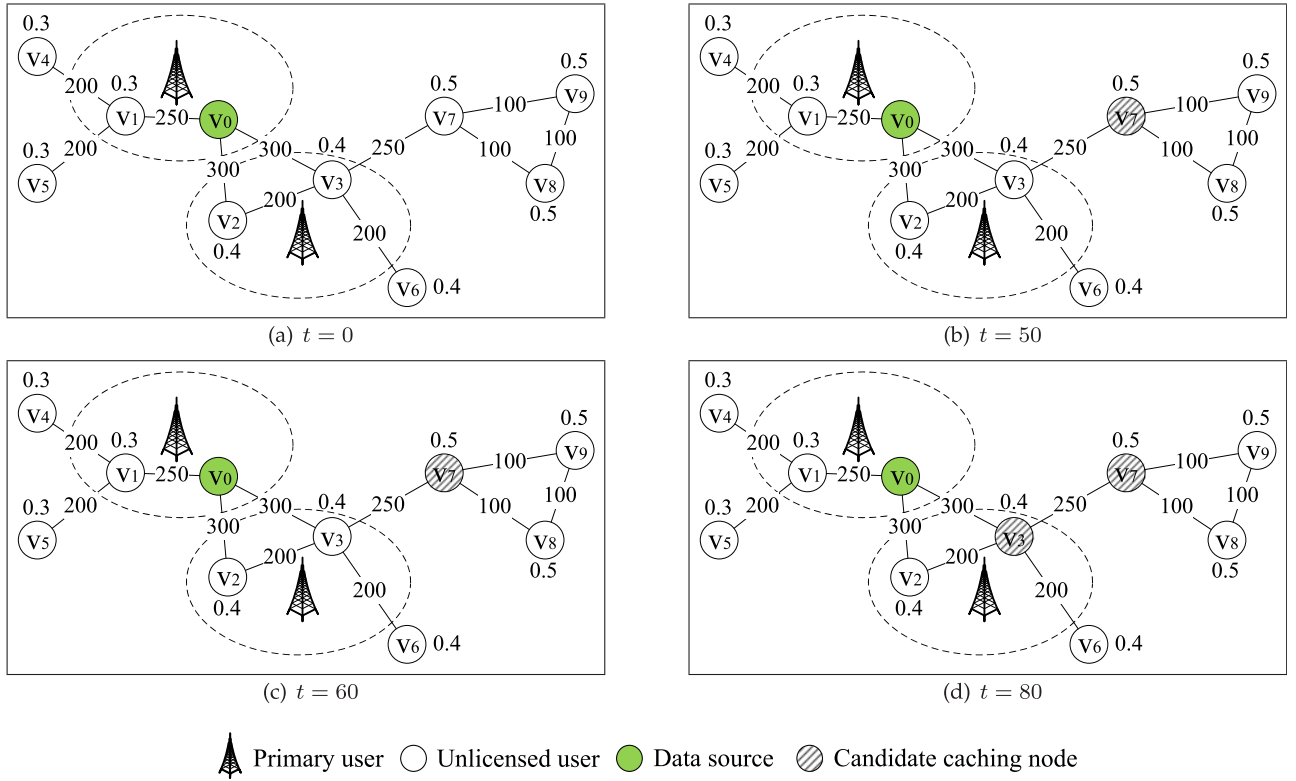 0.3
V4
200
0.3
V1
250
V0
0.3
V5
200
300
300
0.4
V3
V2
0.4
200
200
V6
0.4
250
0.5
V7
100
0.5
V9
100
100
V8
0.5
(a) t = 0
0.3
V4
200
0.3
V1
250
V0
0.3
V5
200
300
300
0.4
V3
V2
0.4
200
200
V6
0.4
250
0.5
V7
100
0.5
V9
100
100
V8
0.5
(b) t = 50
0.3
V4
200
0.3
V1
250
V0
0.3
V5
200
300
300
0.4
V3
V2
0.4
200
200
V6
0.4
250
0.5
V7
100
0.5
V9
100
100
V8
0.5
(c) t = 60
0.3
V4
200
0.3
V1
250
V0
0.3
V5
200
300
300
0.4
V3
V2
0.4
200
200
V6
0.4
250
0.5
V7
100
0.5
V9
100
100
V8
0.5
(d) t = 80
Primary user
Unlicensed user
Data source
Candidate caching node